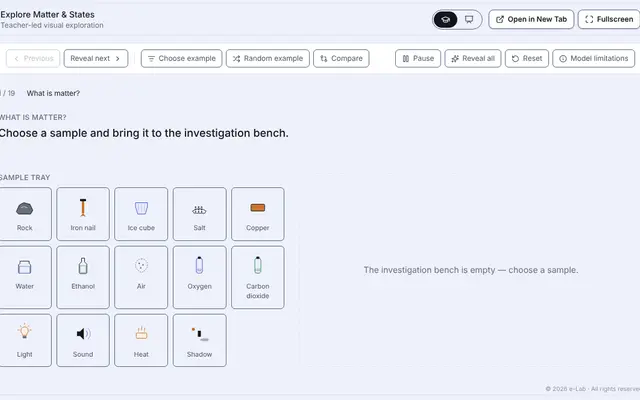 Explore Matter & States
Teacher-led visual exploration
Open in New Tab
Fullscreen
Previous
Reveal next
Choose example
Random example
Compare
Pause
Reveal all
Reset
Model limitations
/ 19 What is matter?
WHAT IS MATTER?
Choose a sample and bring it to the investigation bench.
SAMPLE TRAY
Rock
Iron nail
Ice cube
Salt
Copper
Water
Ethanol
Air
Oxygen
Carbon
dioxide
The investigation bench is empty — choose a sample.
Light
Sound
Heat
Shadow
© 2026 e-Lab · All rights reserve